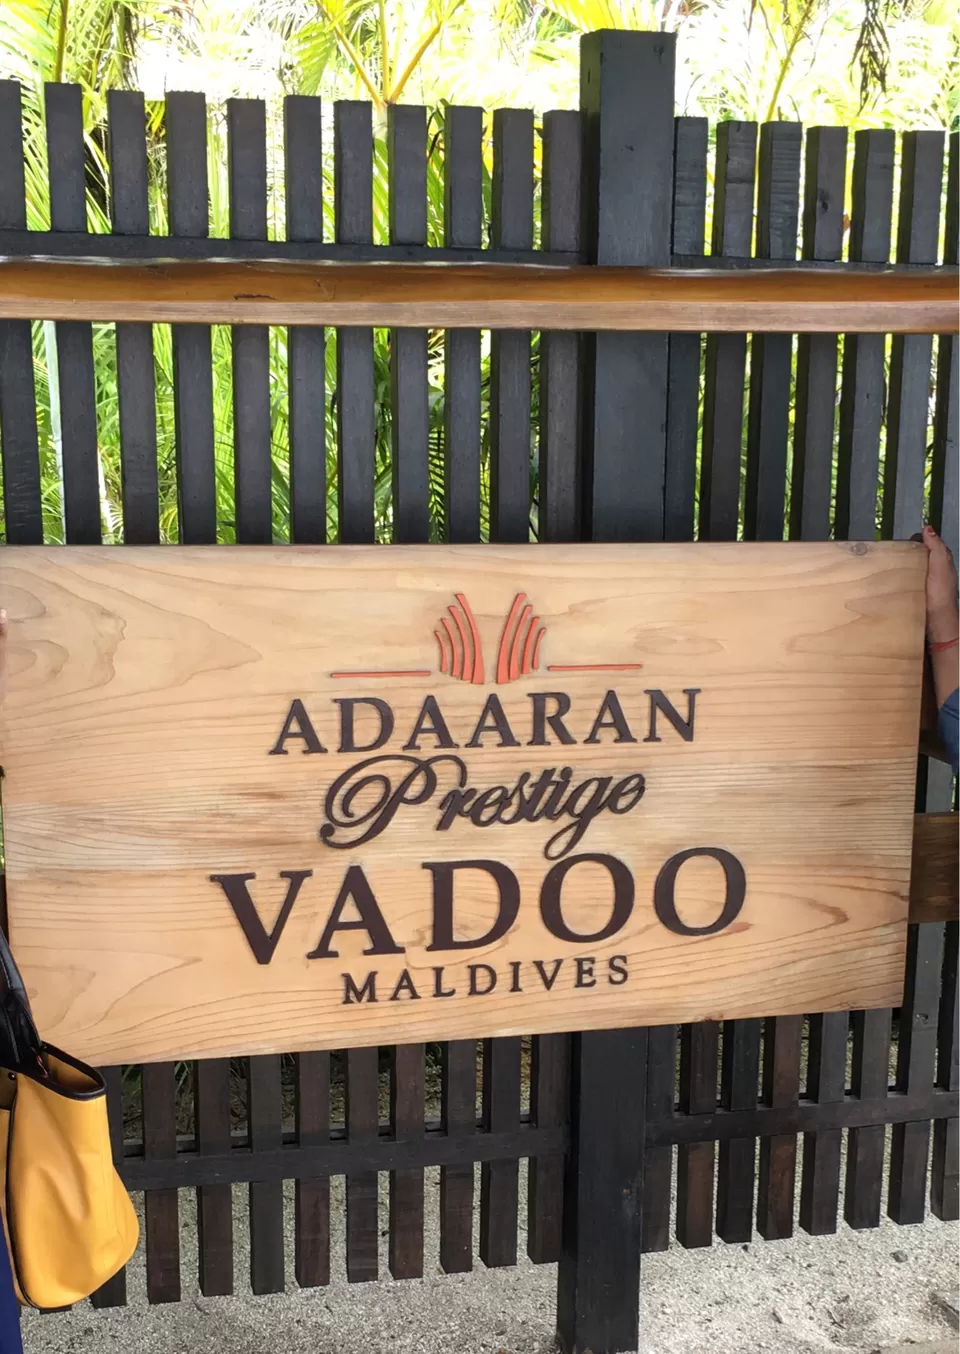 ADAARAN
Prestige
VADOO
MALDIVES